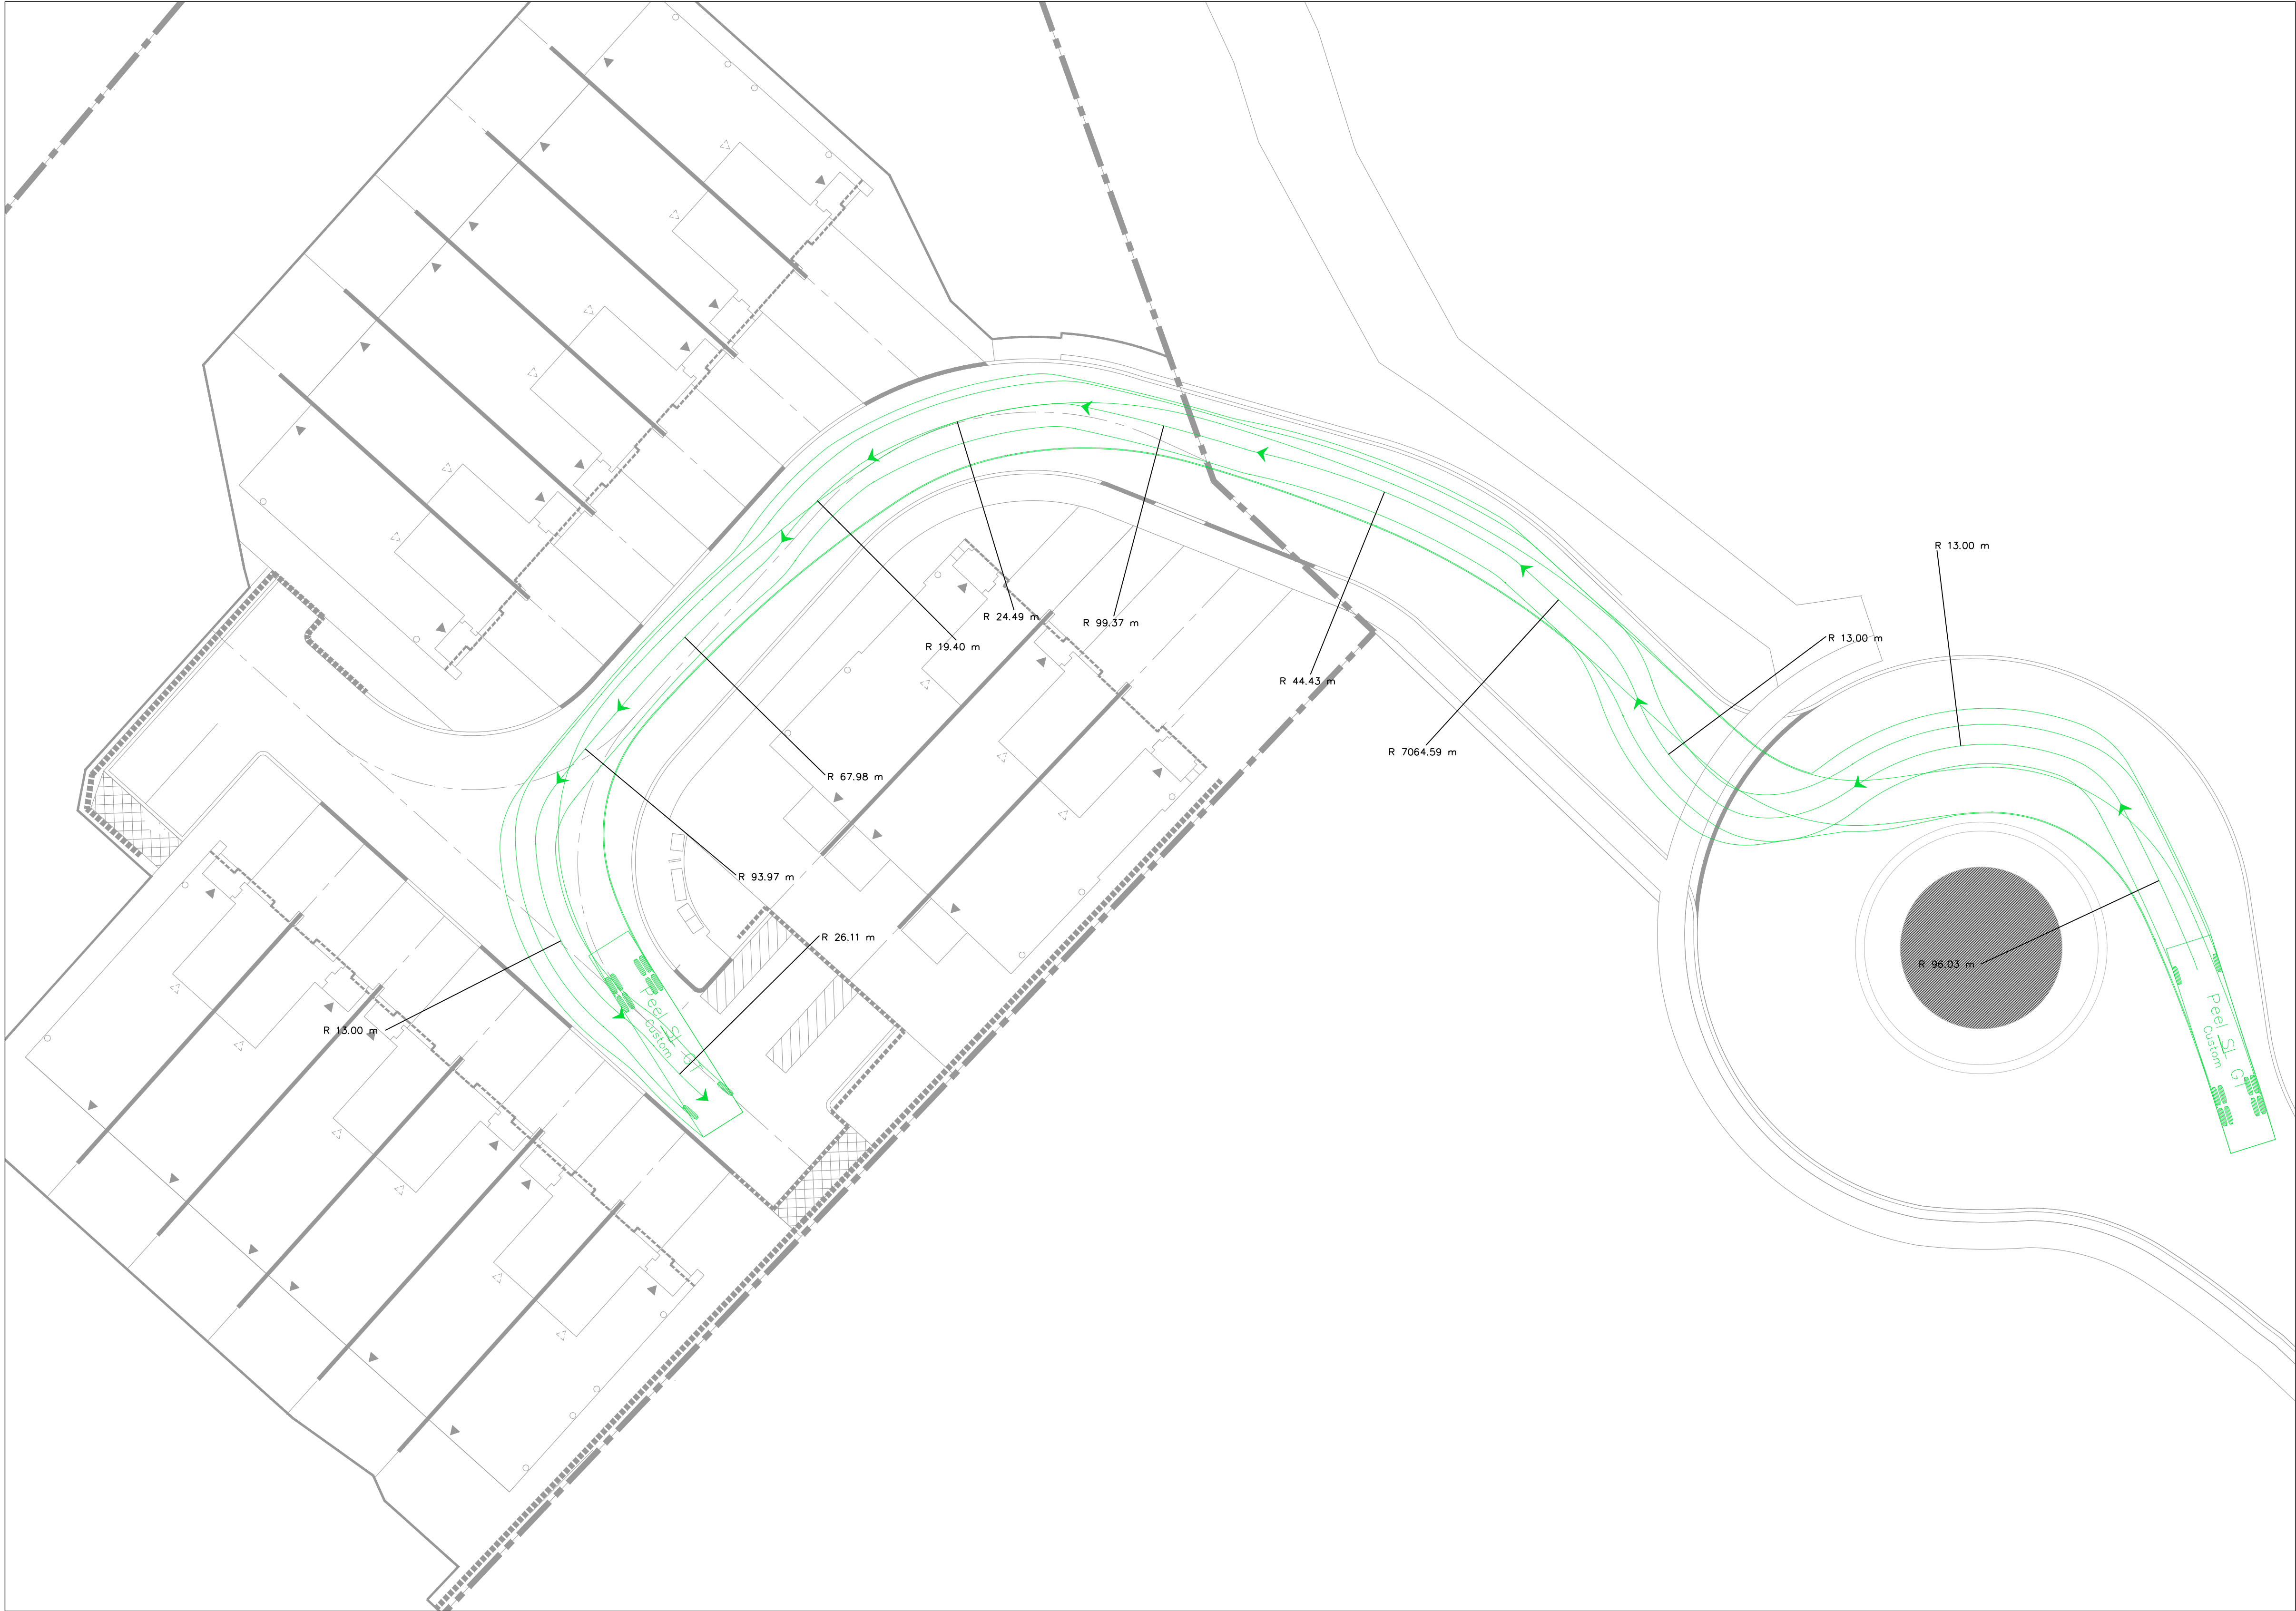 R 13.00 m
R 24.49 m
R 99.37 m
R 13.00 m
R 19.40 m
R 44.43 m
R 7064.59 m
R 67.98 m
R 93.97 m
R 26.11 m
R 96.03 m
R 13.00 m
Peel SL G
Custom
Peel SL GT
Custom